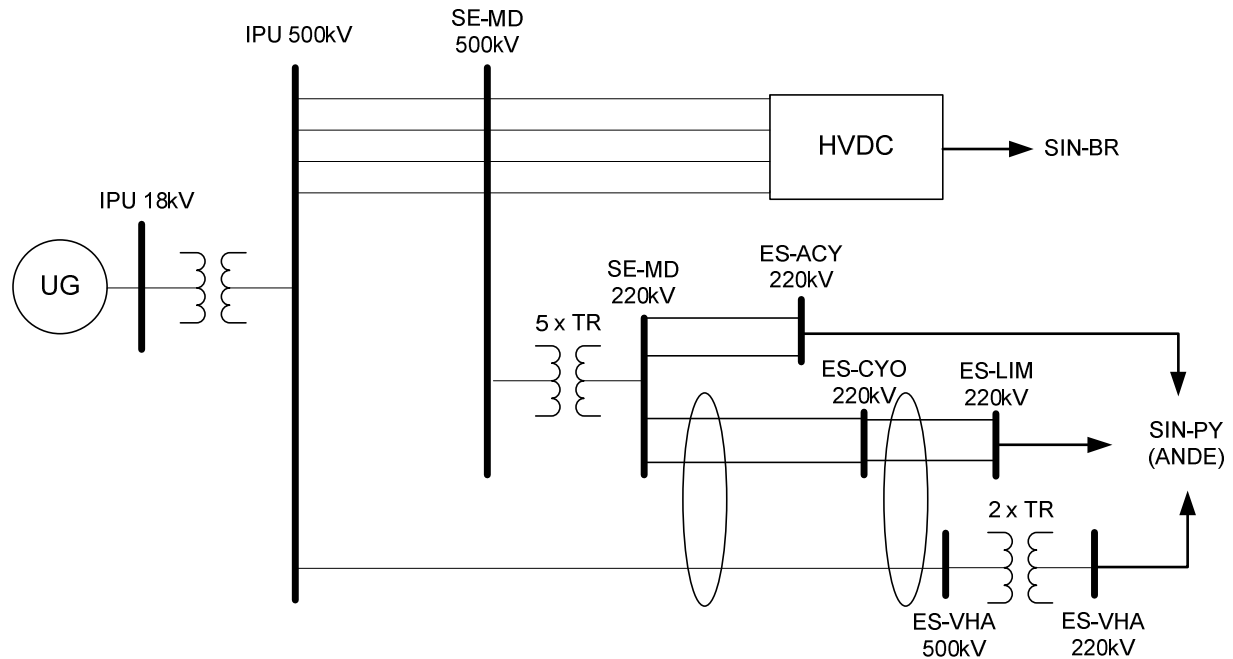 IPU 500kV
SE-MD
500kV
HVDC
SIN-BR
IPU 18kV
UG
SE-MD
220kV
ES-ACY
220kV
5 x TR
ES-CYO
220kV
ES-LIM
220kV
SIN-PY
(ANDE)
2 x TR
ES-VHA
500kV
ES-VHA
220kV